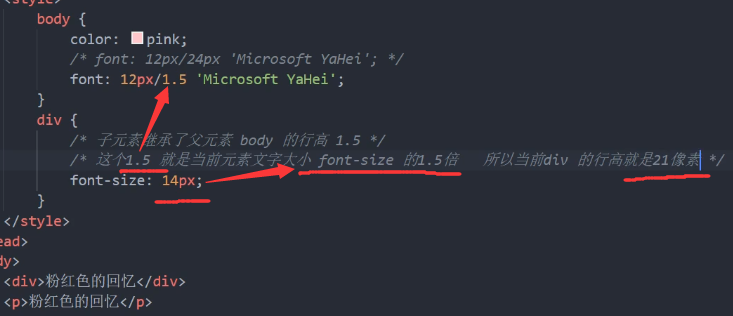 <style>
body {
color: pink;
/* font: 12px/24px 'Microsoft YaHei'; */
font: 12px/1.5 'Microsoft YaHei';
}
div {
/* 子元素继承了父元素 body 的行高 1.5 */
/* 这个1.5 就是当前元素文字大小 font-size 的1.5倍 所以当前div 的行高就是21像素 */
font-size: 14px;
}
</style>
ead>
dy>
<div>粉红色的回忆</div>
<p>粉红色的回忆</p>